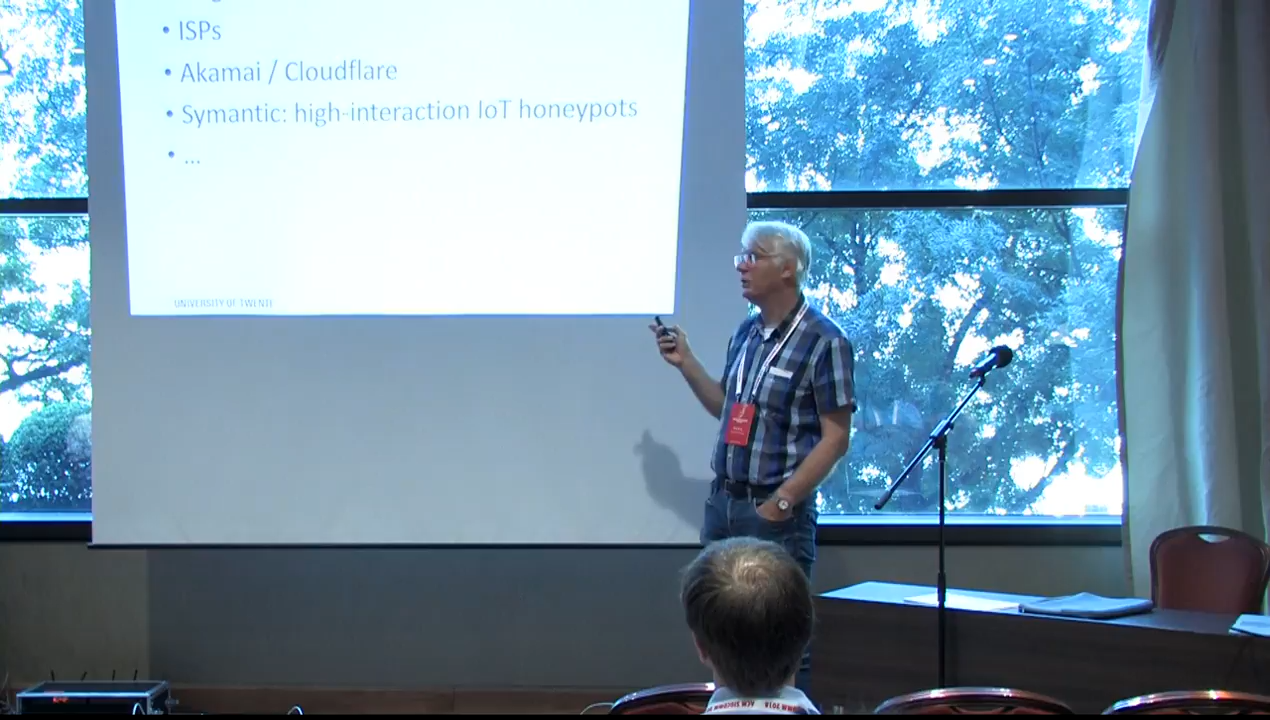 • ISPs
• Akamai / Cloudflare
• Symantic: high-interaction IoT honeypots
• ...
UNIVERSITY OF TWENTE